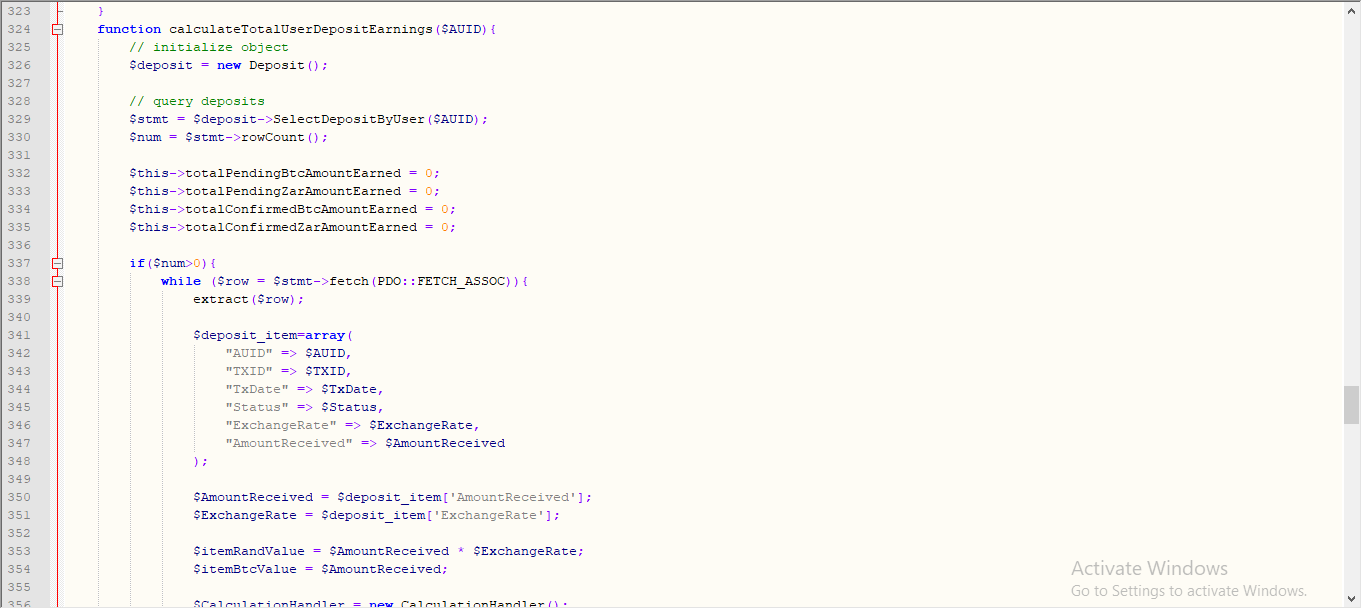 323 }
324 function calculateTotalUserDepositEarnings($AUID){
325 // initialize object
326 $deposit = new Deposit();
327
328 // query deposits
329 $stmt = $deposit->SelectDepositByUser($AUID);
330 $num = $stmt->rowCount();
331
332 $this->totalPendingBtcAmountEarned = 0;
333 $this->totalPendingZarAmountEarned = 0;
334 $this->totalConfirmedBtcAmountEarned = 0;
335 $this->totalConfirmedZarAmountEarned = 0;
336
337 if($num>0){
338 while ($row = $stmt->fetch(PDO::FETCH_ASSOC)){
339 extract($row);
340
341 $deposit_item=array(
342 "AUID" => $AUID,
343 "TXID" => $TXID,
344 "TxDate" => $TxDate,
345 "Status" => $Status,
346 "ExchangeRate" => $ExchangeRate,
347 "AmountReceived" => $AmountReceived
348 );
349
350 $AmountReceived = $deposit_item['AmountReceived'];
351 $ExchangeRate = $deposit_item['ExchangeRate'];
352
353 $itemRandValue = $AmountReceived * $ExchangeRate;
354 $itemBtcValue = $AmountReceived;
355
356 $CalculationHandler = new CalculationHandler();
Activate Windows
Go to Settings to activate Windows.